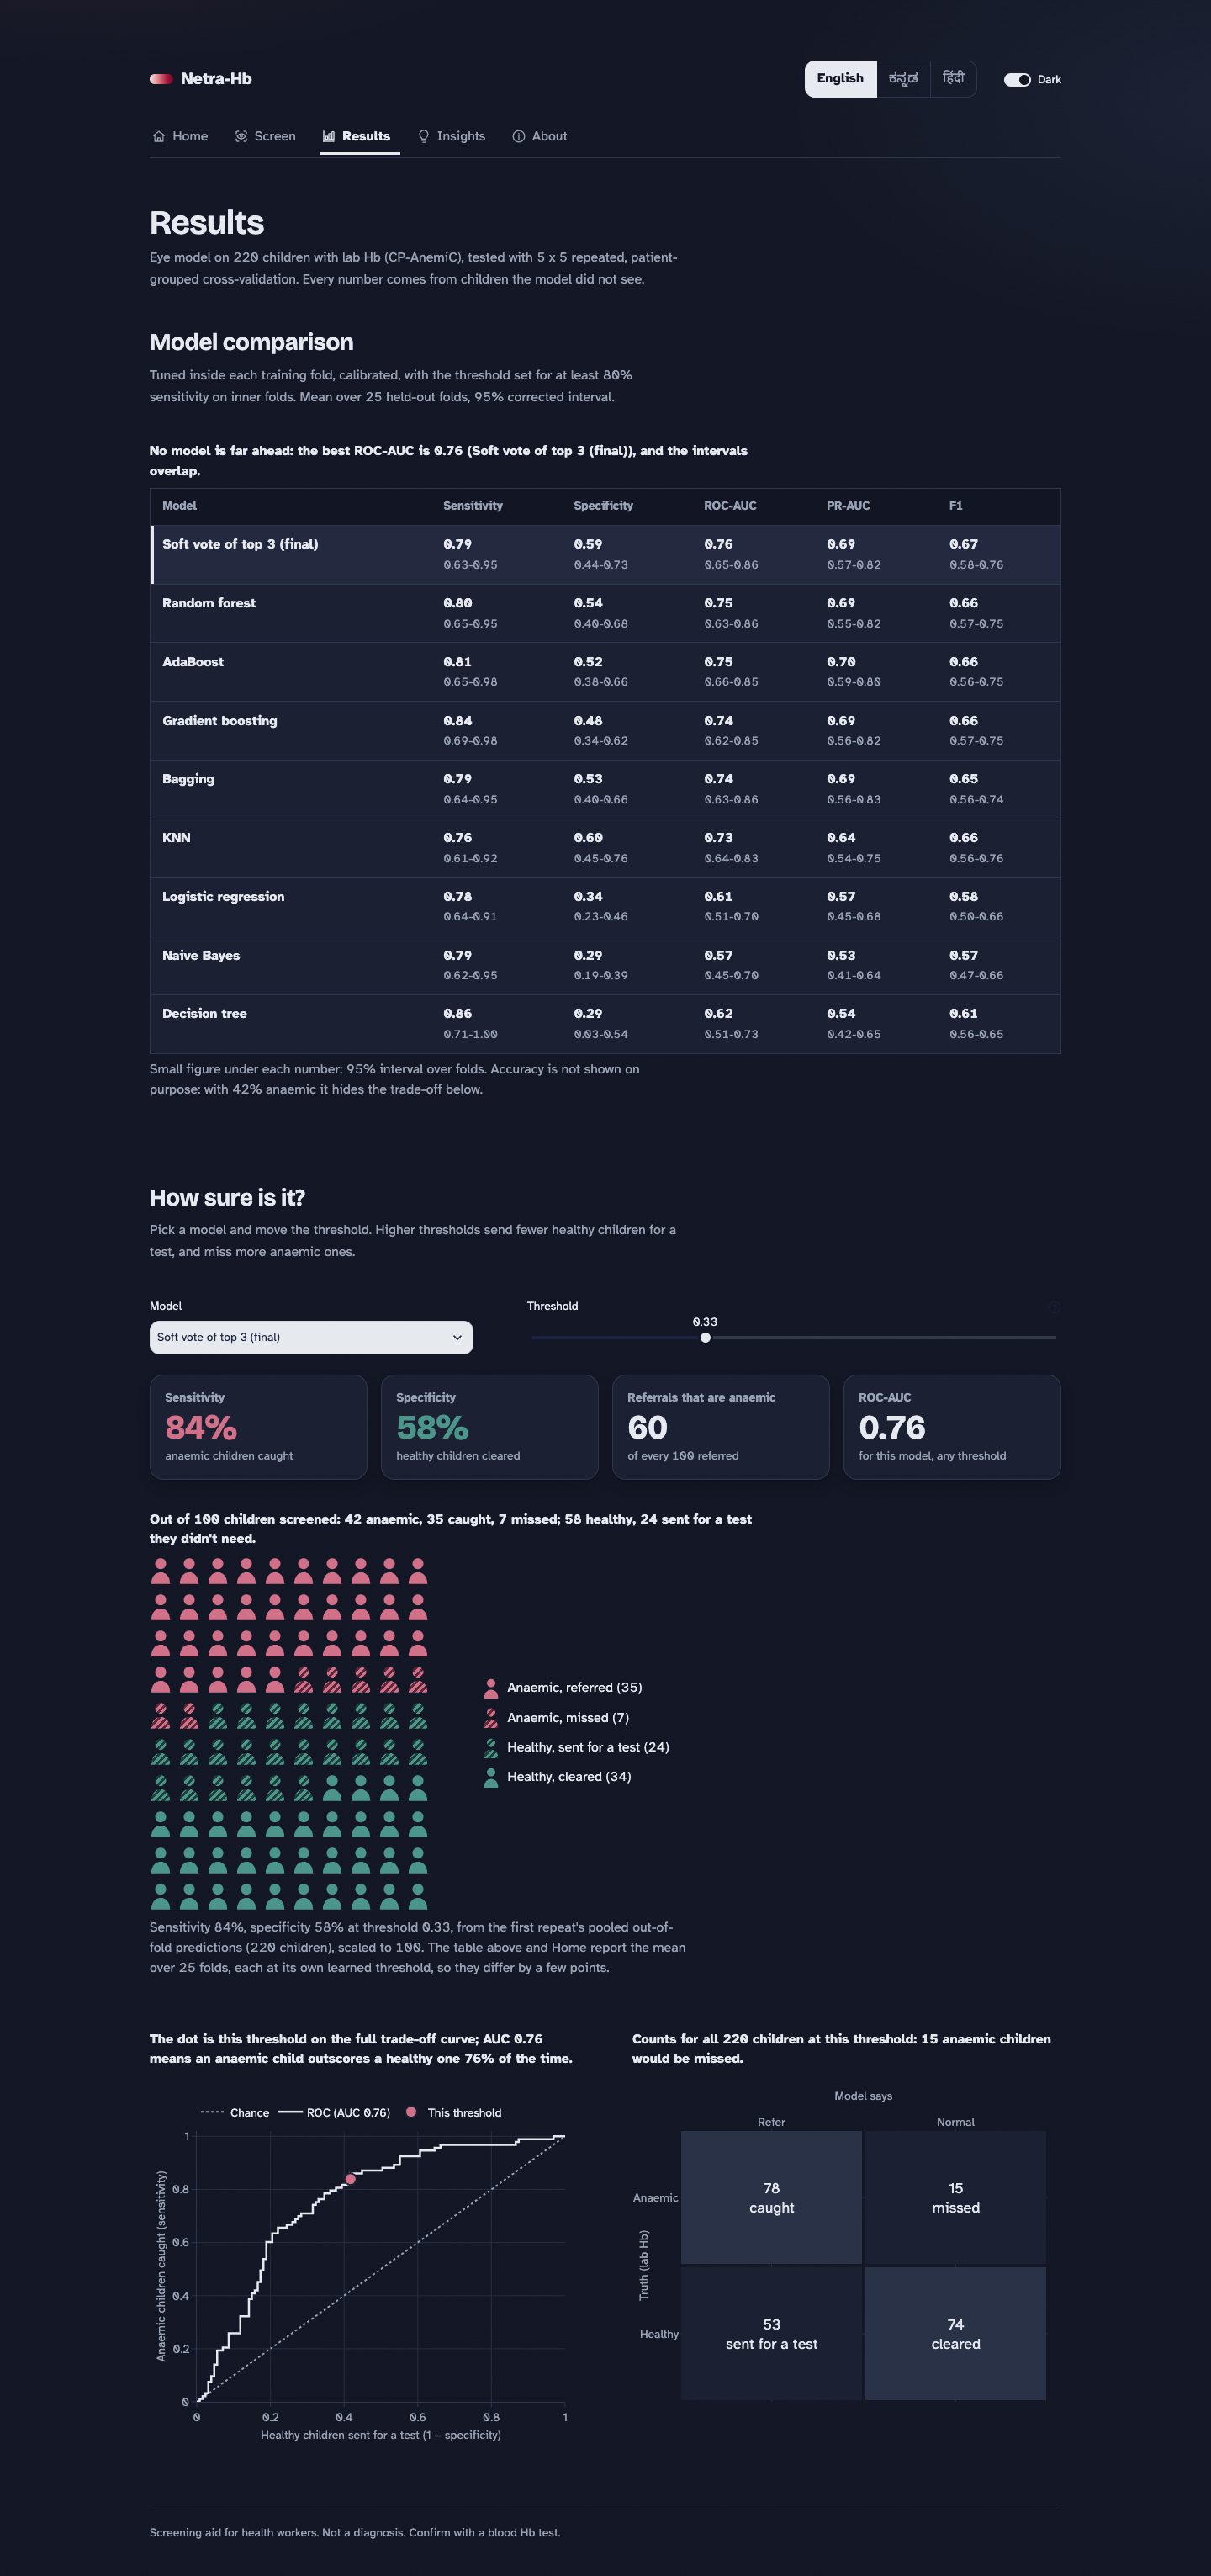 Netra-Hb
English
ಕನ್ನಡ
हिंदी
Dark
Home
Screen
Results
Insights
About
Results
Eye model on 220 children with lab Hb (CP-AnemiC), tested with 5 x 5 repeated, patient-
grouped cross-validation. Every number comes from children the model did not see.
Model comparison
Tuned inside each training fold, calibrated, with the threshold set for at least 80%
sensitivity on inner folds. Mean over 25 held-out folds, 95% corrected interval.
No model is far ahead: the best ROC-AUC is 0.76 (Soft vote of top 3 (final)), and the intervals
overlap.
Model Sensitivity Specificity ROC-AUC PR-AUC F1
Soft vote of top 3 (final) 0.79 0.59 0.76 0.69 0.67
0.63-0.95 0.44-0.73 0.65-0.86 0.57-0.82 0.58-0.76
Random forest 0.80 0.54 0.75 0.69 0.66
0.65-0.95 0.40-0.68 0.63-0.86 0.55-0.82 0.57-0.75
AdaBoost 0.81 0.52 0.75 0.70 0.66
0.65-0.98 0.38-0.66 0.66-0.85 0.59-0.80 0.56-0.75
Gradient boosting 0.84 0.48 0.74 0.69 0.66
0.69-0.98 0.34-0.62 0.62-0.85 0.56-0.82 0.57-0.75
Bagging 0.79 0.53 0.74 0.69 0.65
0.64-0.95 0.40-0.66 0.63-0.86 0.56-0.83 0.56-0.74
KNN 0.76 0.60 0.73 0.64 0.66
0.61-0.92 0.45-0.76 0.64-0.83 0.54-0.75 0.56-0.76
Logistic regression 0.78 0.34 0.61 0.57 0.58
0.64-0.91 0.23-0.46 0.51-0.70 0.45-0.68 0.50-0.66
Naive Bayes 0.79 0.29 0.57 0.53 0.57
0.62-0.95 0.19-0.39 0.45-0.70 0.41-0.64 0.47-0.66
Decision tree 0.86 0.29 0.62 0.54 0.61
0.71-1.00 0.03-0.54 0.51-0.73 0.42-0.65 0.56-0.65
Small figure under each number: 95% interval over folds. Accuracy is not shown on
purpose: with 42% anaemic it hides the trade-off below.
How sure is it?
Pick a model and move the threshold. Higher thresholds send fewer healthy children for a
test, and miss more anaemic ones.
Model
Soft vote of top 3 (final)
Threshold
0.33
Sensitivity
84%
anaemic children caught
Specificity
58%
healthy children cleared
Referrals that are anaemic
60
of every 100 referred
ROC-AUC
0.76
for this model, any threshold
Out of 100 children screened: 42 anaemic, 35 caught, 7 missed; 58 healthy, 24 sent for a test
they didn't need.
Anaemic, referred (35)
Anaemic, missed (7)
Healthy, sent for a test (24)
Healthy, cleared (34)
Sensitivity 84%, specificity 58% at threshold 0.33, from the first repeat's pooled out-of-
fold predictions (220 children), scaled to 100. The table above and Home report the mean
over 25 folds, each at its own learned threshold, so they differ by a few points.
The dot is this threshold on the full trade-off curve; AUC 0.76
means an anaemic child outscores a healthy one 76% of the time.
Chance ROC (AUC 0.76) This threshold
Anaemic children caught (sensitivity)
1
0.8
0.6
0.4
0.2
0
0 0.2 0.4 0.6 0.8 1
Healthy children sent for a test (1 – specificity)
Counts for all 220 children at this threshold: 15 anaemic children
would be missed.
Model says
Refer Normal
Truth (lab Hb)
Anaemic
78
caught
15
missed
Healthy
53
sent for a test
74
cleared
Screening aid for health workers. Not a diagnosis. Confirm with a blood Hb test.